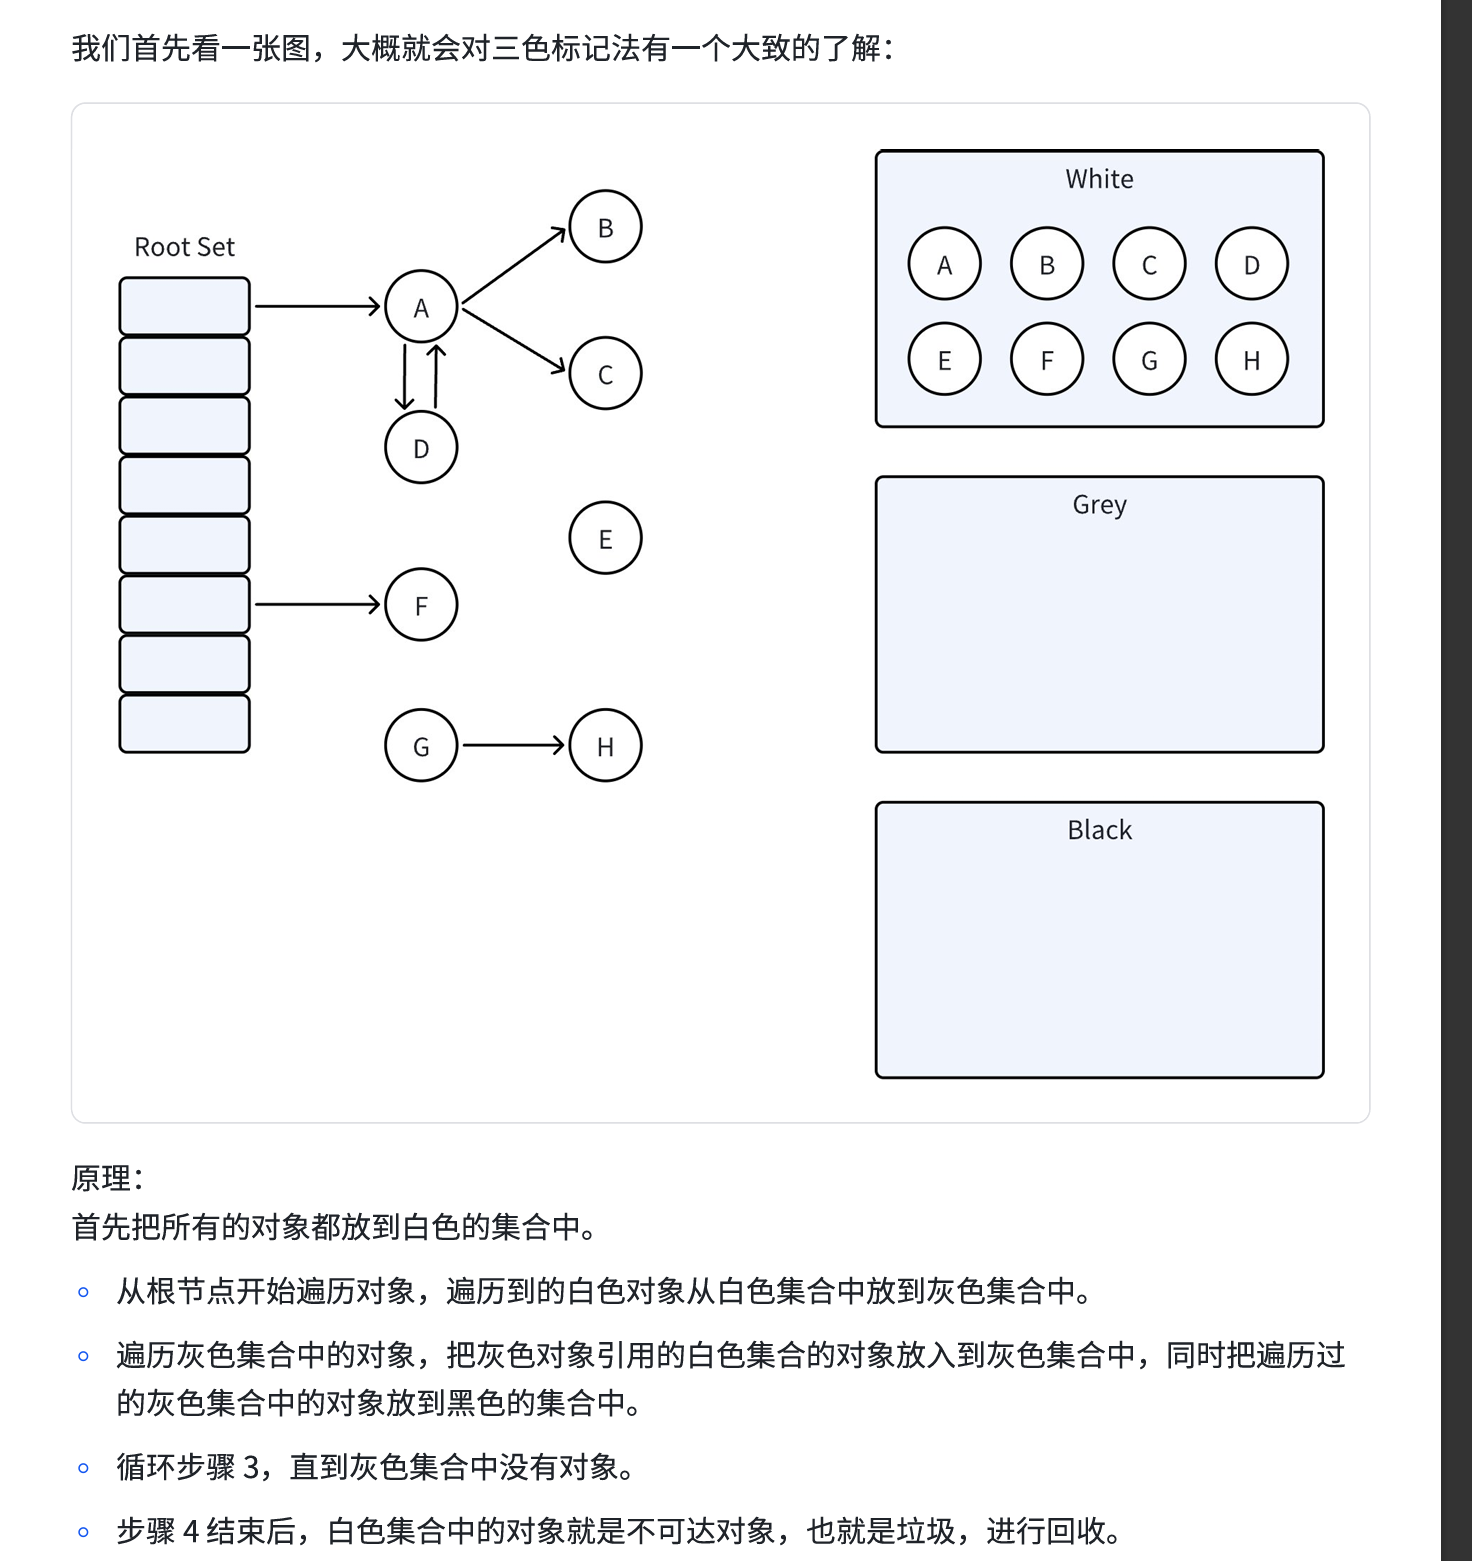 我们首先看一张图，大概就会对三色标记法有一个大致的了解：
Root Set
A
B
C
D
E
F
G
H
White
A B C D
E F G H
Grey
Black
原理：
首先把所有的对象都放到白色的集合中。
从根节点开始遍历对象，遍历到的白色对象从白色集合中放到灰色集合中。
遍历灰色集合中的对象，把灰色对象引用的白色集合的对象放入到灰色集合中，同时把遍历过
的灰色集合中的对象放到黑色的集合中。
循环步骤 3，直到灰色集合中没有对象。
步骤 4 结束后，白色集合中的对象就是不可达对象，也就是垃圾，进行回收。